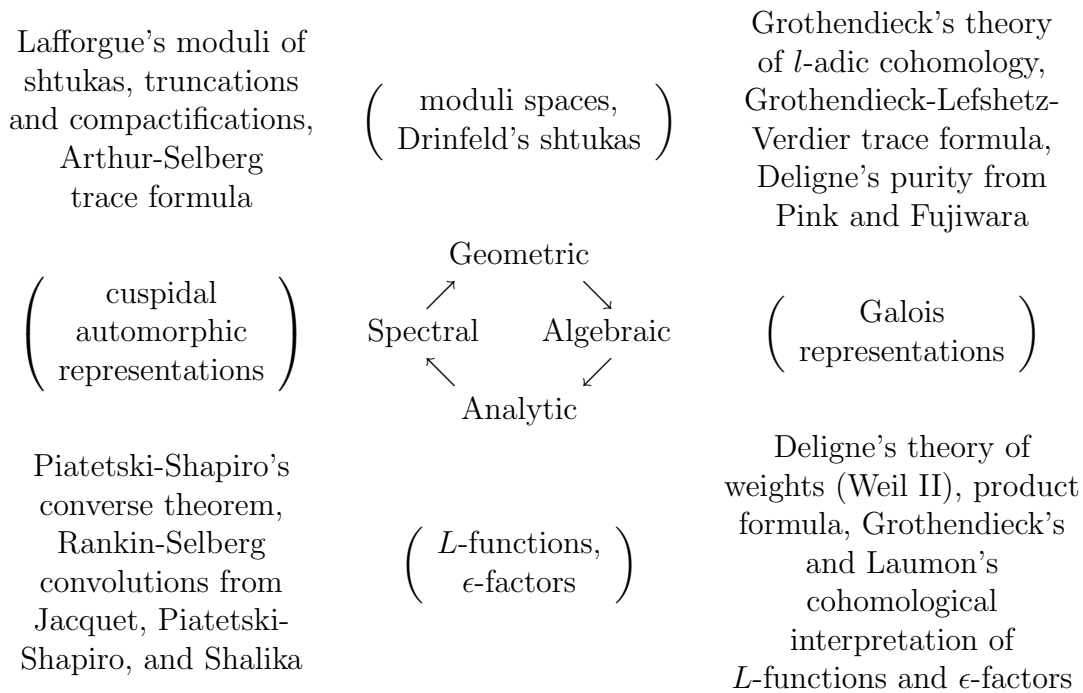 Lafforgue's moduli of
shtukas, truncations
and compactifications,
Arthur-Selberg
trace formula
moduli spaces,
Drinfeld's shtukas
Grothendieck's theory
of l-adic cohomology,
Grothendieck-Lefshetz-
Verdier trace formula,
Deligne's purity from
Pink and Fujiwara
cuspidal
automorphic
representations
Geometric
Spectral
Algebraic
Analytic
Galois
representations
Piatetski-Shapiro's
converse theorem,
Rankin-Selberg
convolutions from
Jacquet, Piatetski-
Shapiro, and Shalika
L-functions,
ϵ-factors
Deligne's theory of
weights (Weil II), product
formula, Grothendieck's
and Laumon's
cohomological
interpretation of
L-functions and ϵ-factors